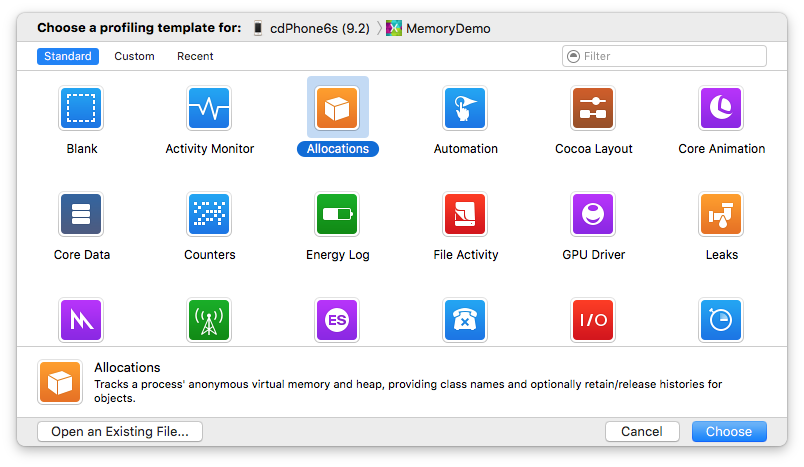 Choose a profiling template for: cdPhone6s (9.2) MemoryDemo
Standard Custom Recent Filter
Blank Activity Monitor Allocations Automation Cocoa Layout Core Animation
Core Data Counters Energy Log File Activity GPU Driver Leaks
ES I/O
Allocations
Tracks a process' anonymous virtual memory and heap, providing class names and optionally retain/release histories for
objects.
Open an Existing File... Cancel Choose